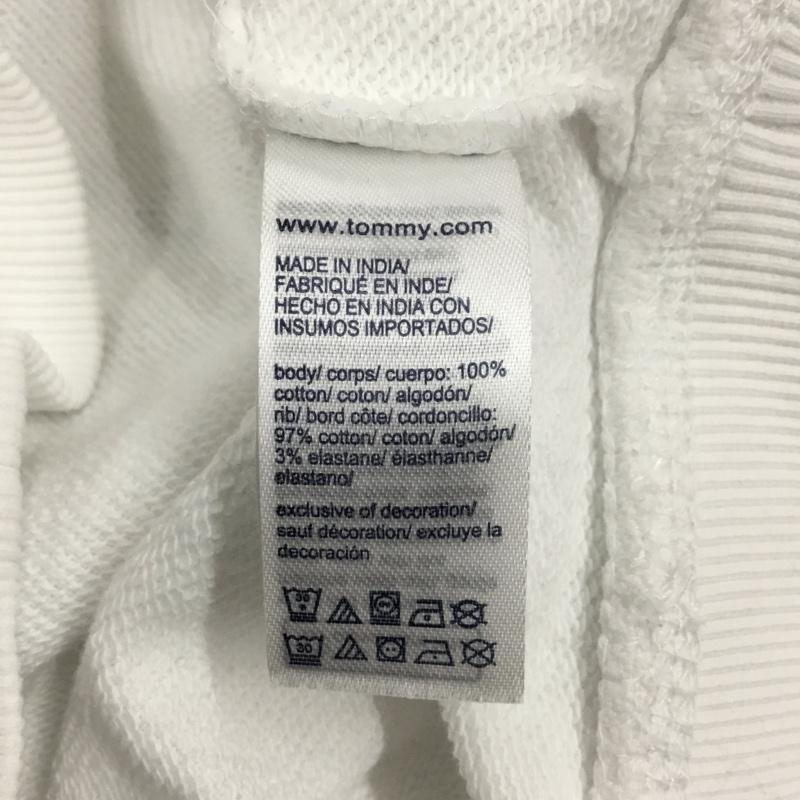 www.tommy.com
MADE IN INDIA/
FABRIQUÉ EN INDE/
HECHO EN INDIA CON
INSUMOS IMPORTADOS/
body/ corps/ cuerpo: 100%
cotton/ coton/ algodón/
rib/ bord côte/ cordoncillo:
97% cotton/ coton/ algodón/
3% elastane/ élasthanne/
elastano/
exclusive of decoration/
sauf décoration/ excluye la
decoración
30
30